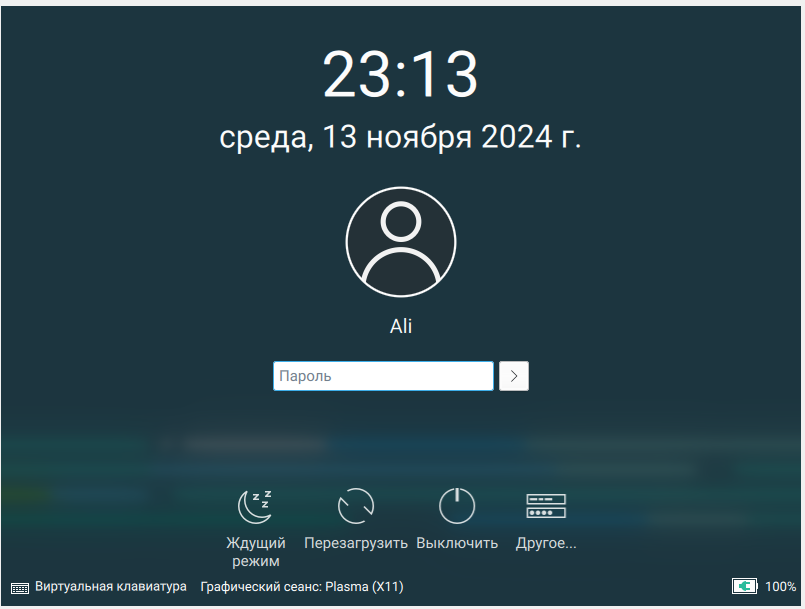 23:13
среда, 13 ноября 2024 г.
Ali
Пароль
Ждущий режим
Перезагрузить
Выключить
Другое...
Виртуальная клавиатура
Графический сеанс: Plasma (X11)
100%